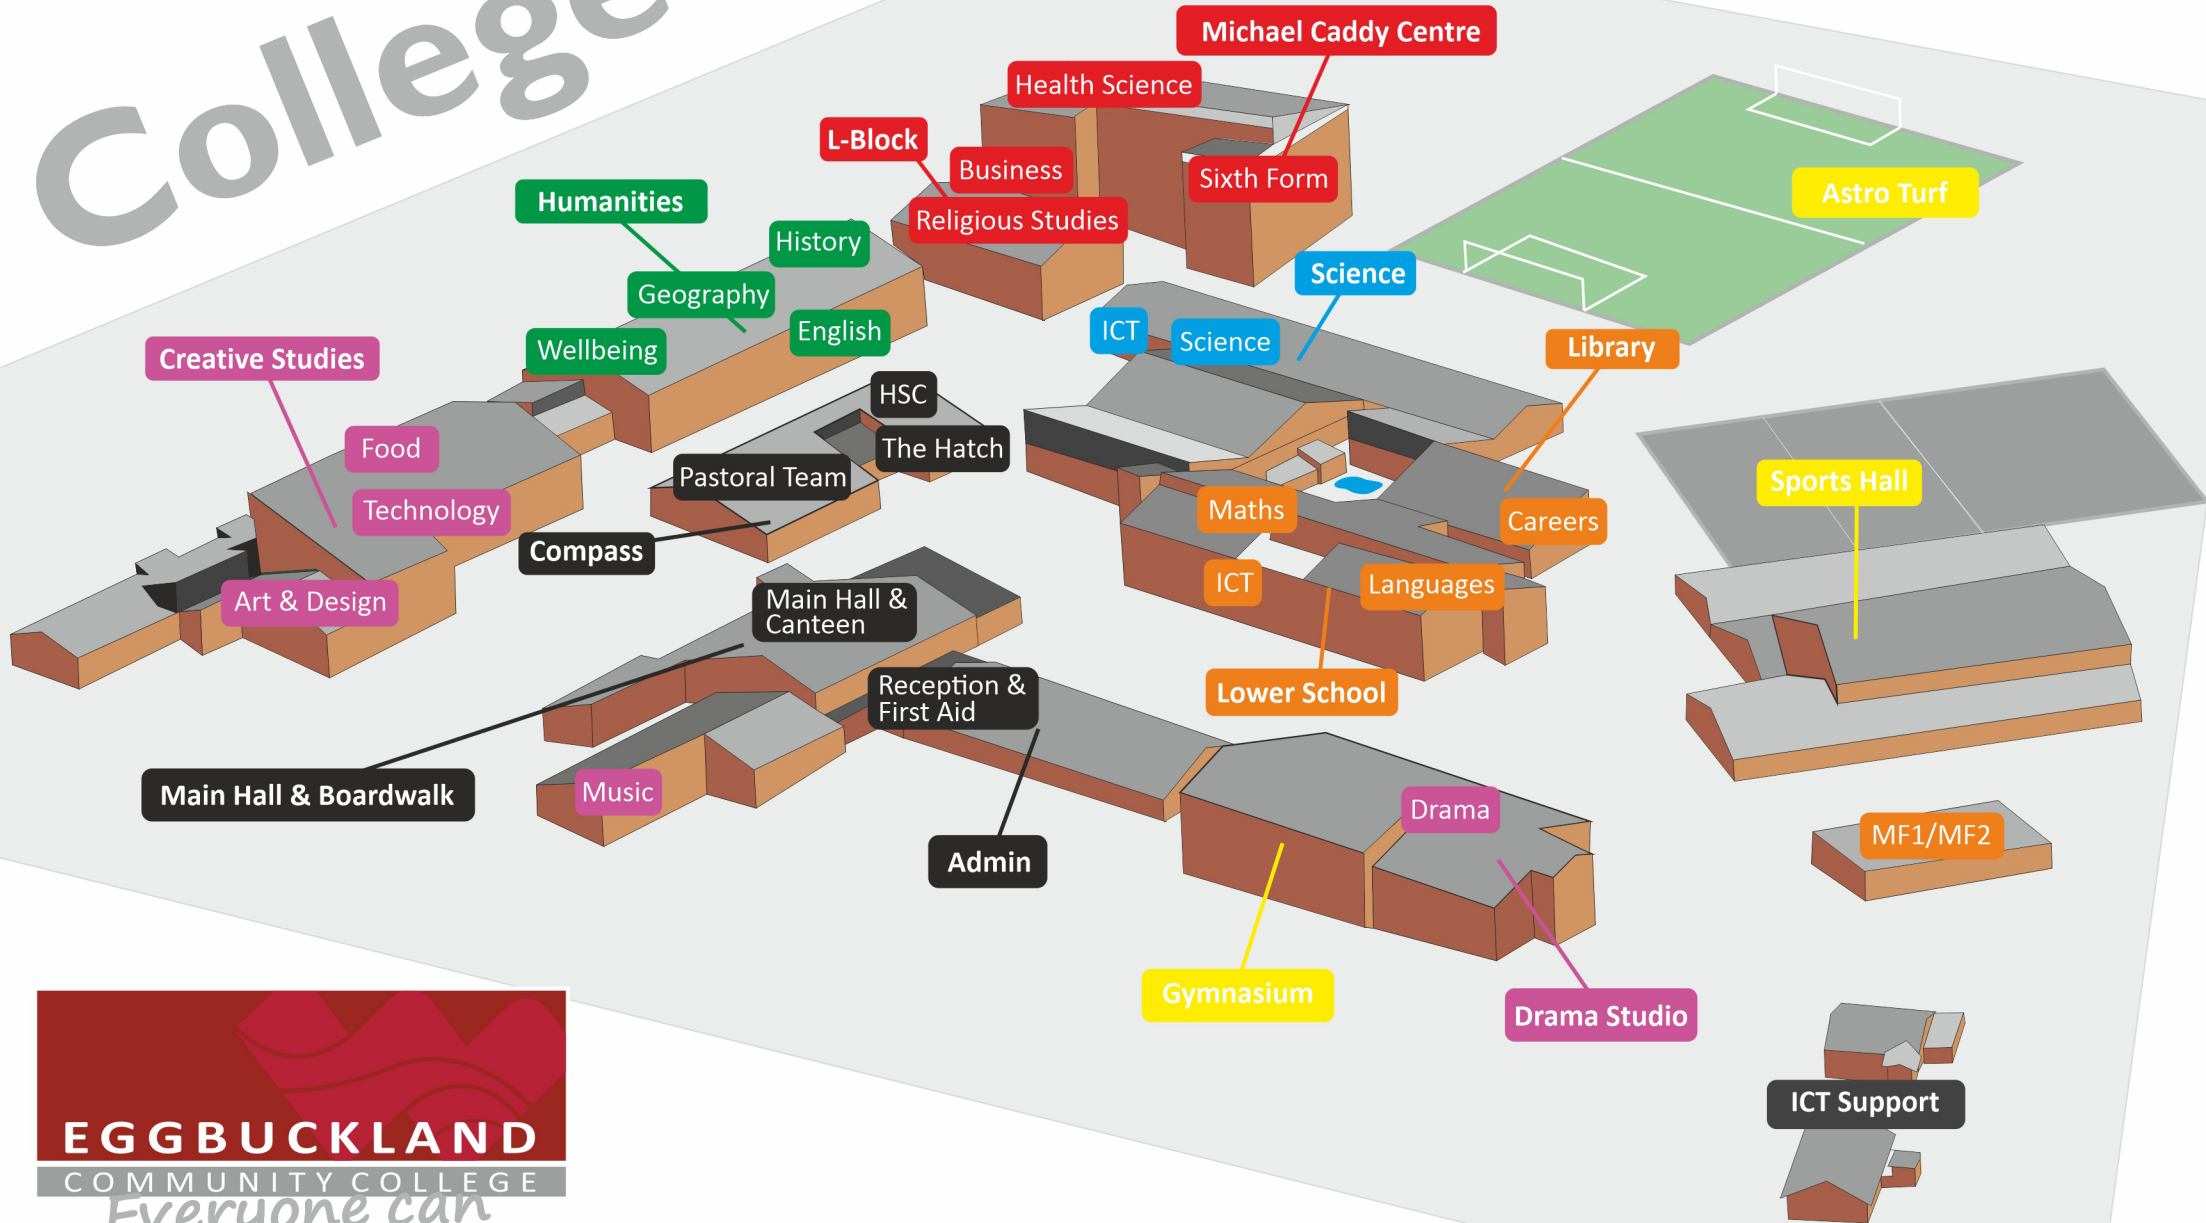 College
Michael Caddy Centre
Health Science
L-Block
Business
Sixth Form
Religious Studies
Astro Turf
Humanities
History
Geography
English
Wellbeing
Science
ICT
Science
Library
Creative Studies
Food
Technology
Art & Design
HSC
The Hatch
Pastoral Team
Compass
Maths
Careers
ICT
Languages
Lower School
Sports Hall
Main Hall &
Canteen
Reception &
First Aid
Main Hall & Boardwalk
Music
Admin
Drama
MF1/MF2
Gymnasium
Drama Studio
ICT Support
EGGBUCKLAND
COMMUNITY COLLEGE
Everyone can